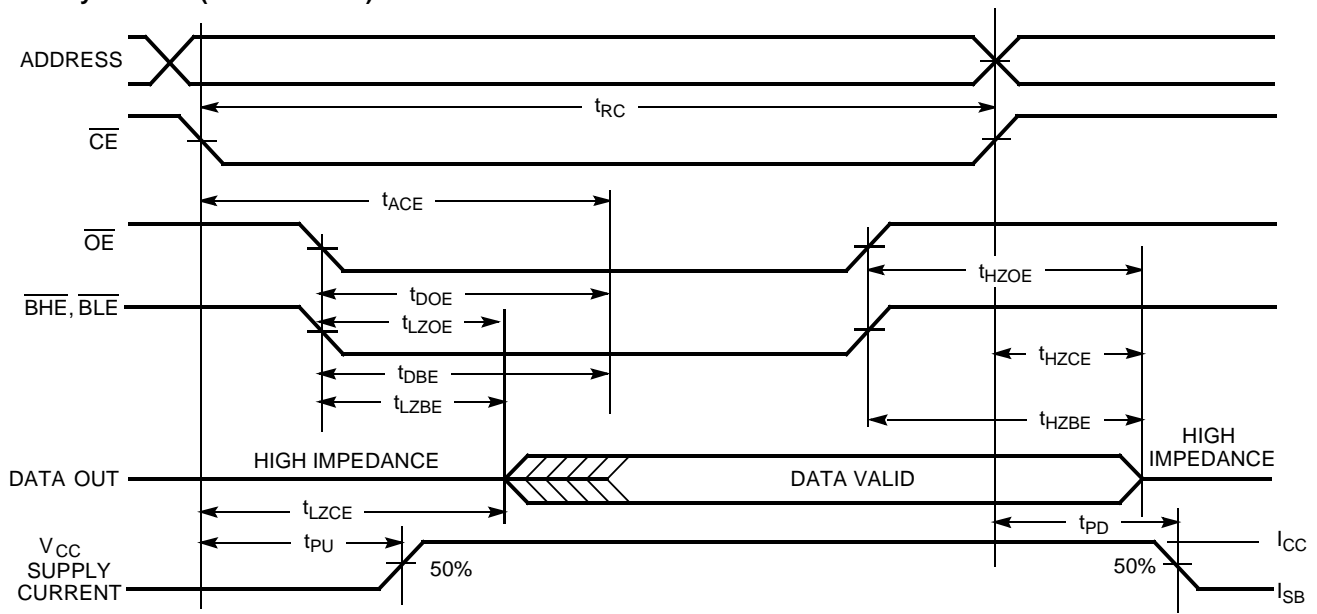 ADDRESS
tRC
CE
tACE
OE
tHZOE
tDOE
BHE, BLE
tLZOE
tHZCE
tDBE
tLZBE
tHZBE
HIGH IMPEDANCE
HIGH
IMPEDANCE
DATA OUT
DATA VALID
tLZCE
tPD
tPU
VCC
SUPPLY
CURRENT
50%
50%
ICC
ISB